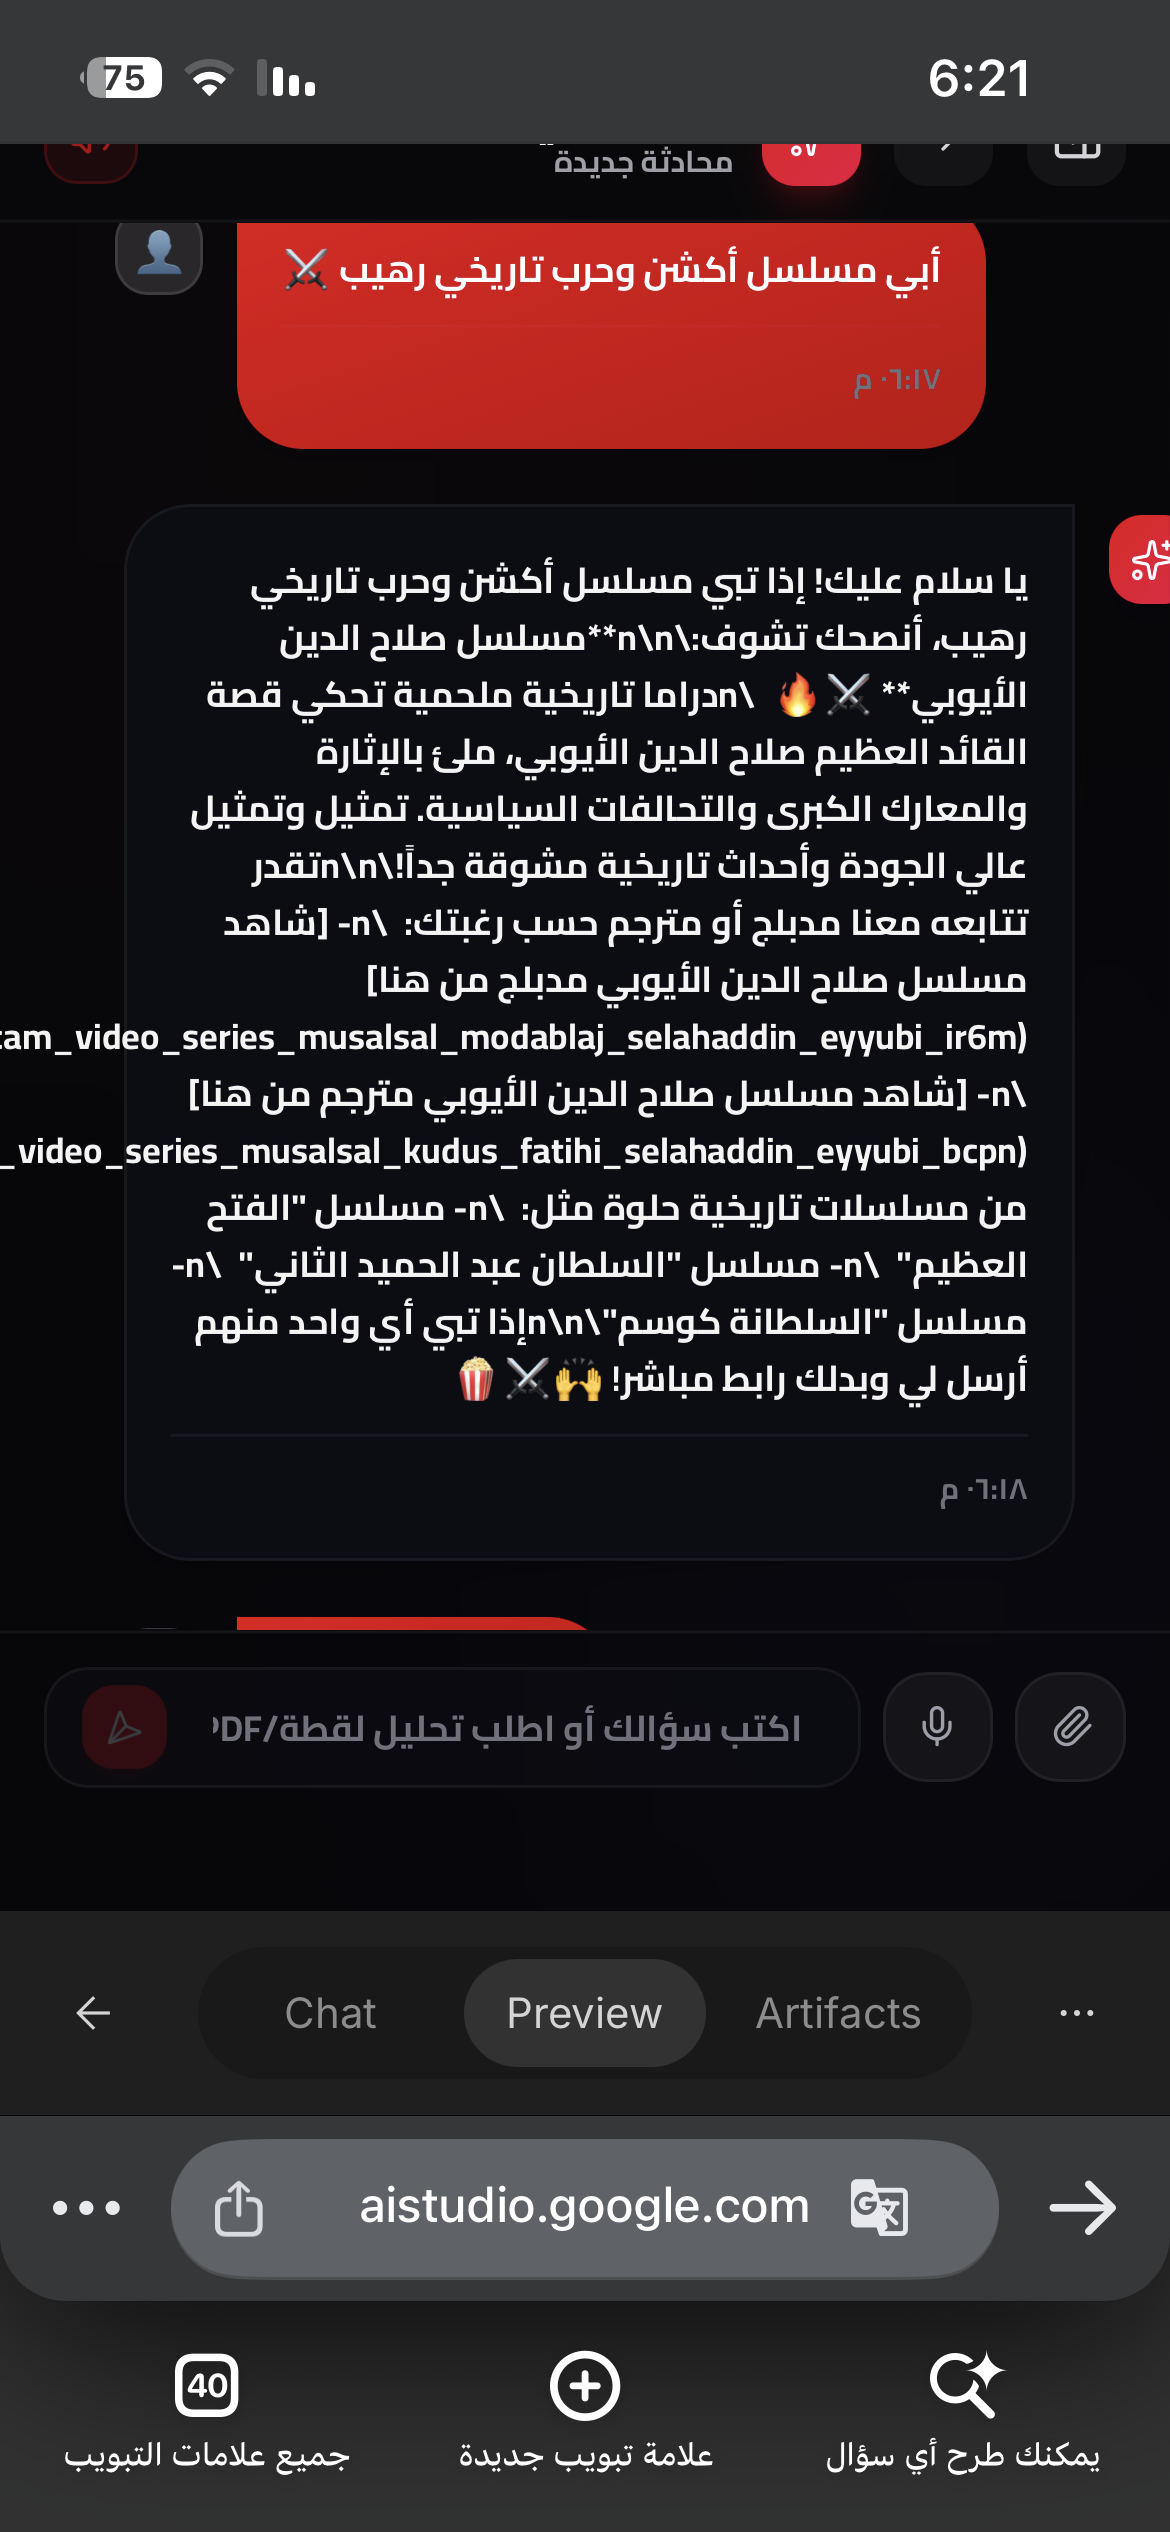 75
6:21
محادثة جديدة
أبي مسلسل أكشن وحرب تاريخي رهيب ⚔️
٠٦:١٧ م
يا سلام عليك! إذا تبي مسلسل أكشن وحرب تاريخي
رهيب، أنصحك تشوف:\n\n**مسلسل صلاح الدين
الأيوبي** ⚔️🔥 \nدراما تاريخية ملحمية تحكي قصة
القائد العظيم صلاح الدين الأيوبي، ملئ بالإثارة
والمعارك الكبرى والتحالفات السياسية. تمثيل وتمثيل
عالي الجودة وأحداث تاريخية مشوقة جداً!\n\nتقدر
تتابعه معنا مدبلج أو مترجم حسب رغبتك: \n- [شاهد
مسلسل صلاح الدين الأيوبي مدبلج من هنا]
_video_series_musalsal_modablaj_selahaddin_eyyubi_ir6m)
\n- [شاهد مسلسل صلاح الدين الأيوبي مترجم من هنا]
_video_series_musalsal_kudus_fatihi_selahaddin_eyyubi_bcpn)
من مسلسلات تاريخية حلوة مثل: \n- مسلسل "الفتح
العظيم" \n- مسلسل "السلطان عبد الحميد الثاني" \n-
مسلسل "السلطانة كوسم"\n\nإذا تبي أي واحد منهم
أرسل لي وبدلك رابط مباشر! 🙌⚔️🍿
٠٦:١٨ م
اكتب سؤالك أو اطلب تحليل لقطة/PDF
Chat
Preview
Artifacts
aistudio.google.com
40
جميع علامات التبويب
علامة تبويب جديدة
يمكنك طرح أي سؤال